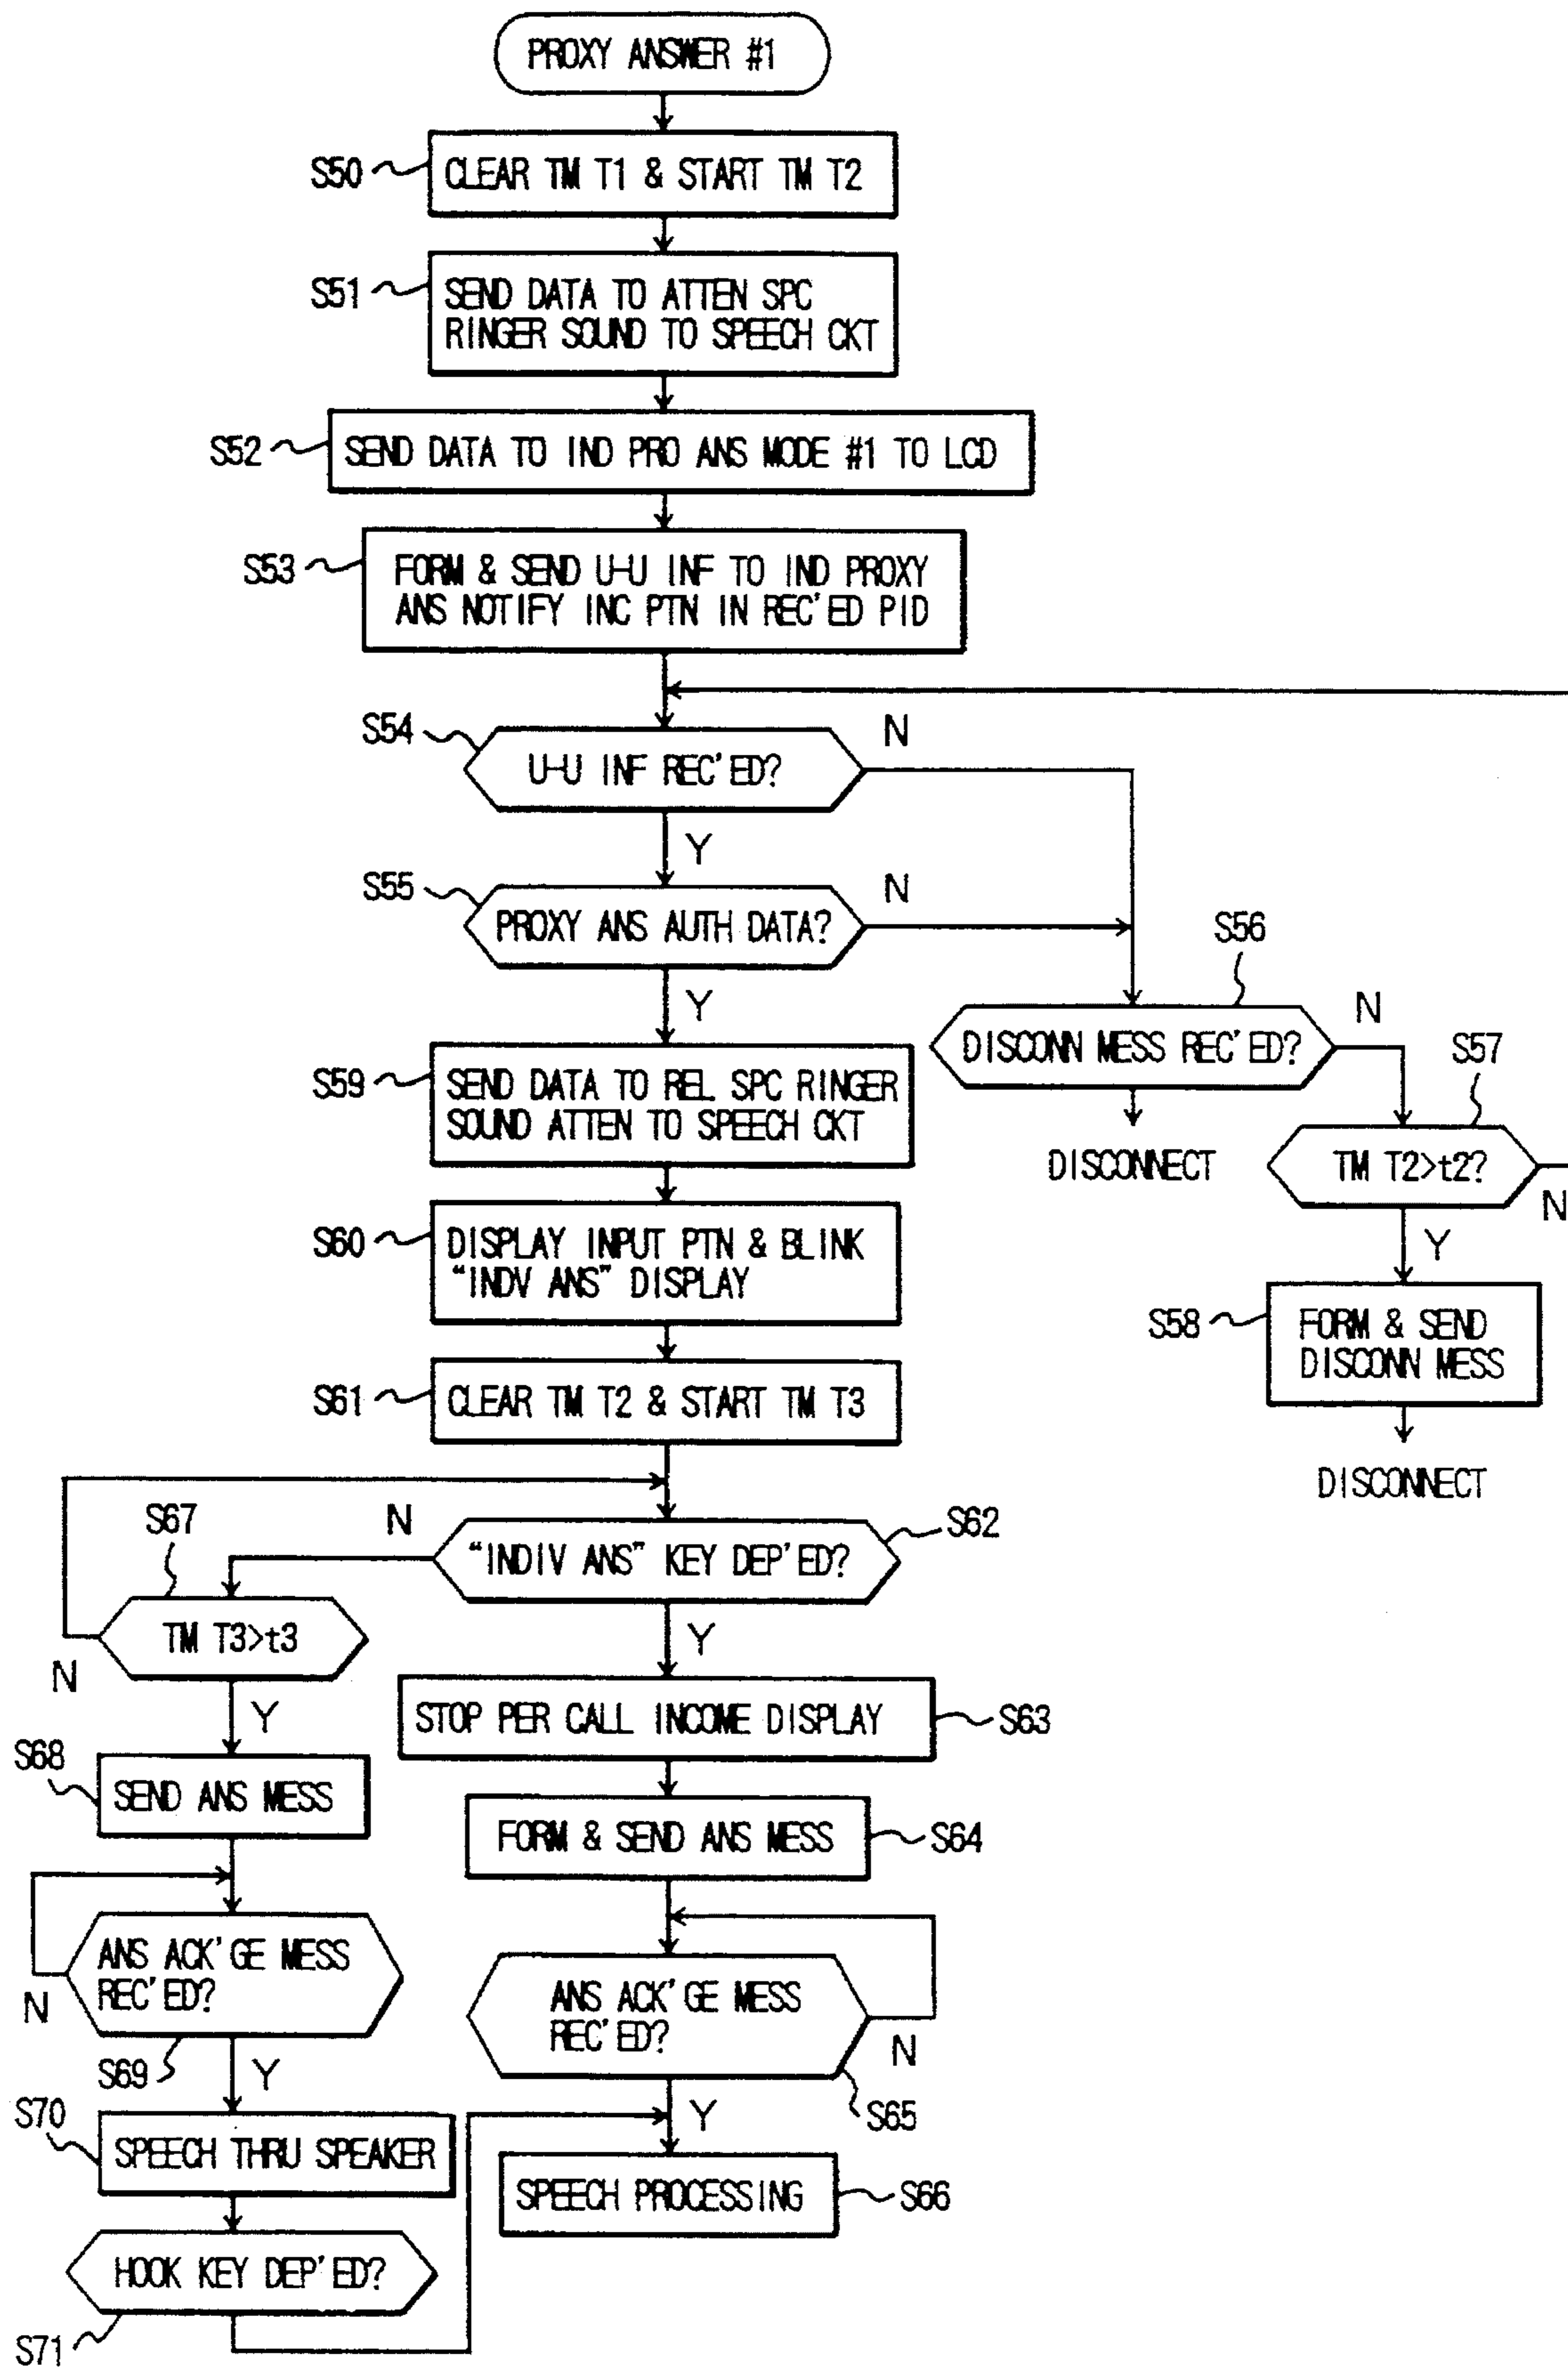 PROXY ANSWER #1
S50
CLEAR TM T1 & START TM T2
S51
SEND DATA TO ATTEN SPC
RINGER SOUND TO SPEECH CKT
S52
SEND DATA TO IND PRO ANS MODE #1 TO LCD
S53
FORM & SEND U-U INF TO IND PROXY
ANS NOTIFY INC PTN IN REC'ED PID
S54
U-U INF REC'ED?
N
Y
S55
PROXY ANS AUTH DATA?
N
Y
S56
DISCONN MESS REC'ED?
N
DISCONNECT
S57
TM T2>t2?
N
Y
S58
FORM & SEND
DISCONN MESS
DISCONNECT
S59
SEND DATA TO REL SPC RINGER
SOUND ATTEN TO SPEECH CKT
S60
DISPLAY INPUT PTN & BLINK
"INDV ANS" DISPLAY
S61
CLEAR TM T2 & START TM T3
S62
"INDIV ANS" KEY DEP'ED?
N
Y
S67
TM T3>t3
N
Y
S63
STOP PER CALL INCOME DISPLAY
S68
SEND ANS MESS
S64
FORM & SEND ANS MESS
S69
ANS ACK'GE MESS
REC'ED?
N
Y
S65
ANS ACK'GE MESS
REC'ED?
N
Y
S70
SPEECH THRU SPEAKER
S66
SPEECH PROCESSING
S71
HOOK KEY DEP'ED?